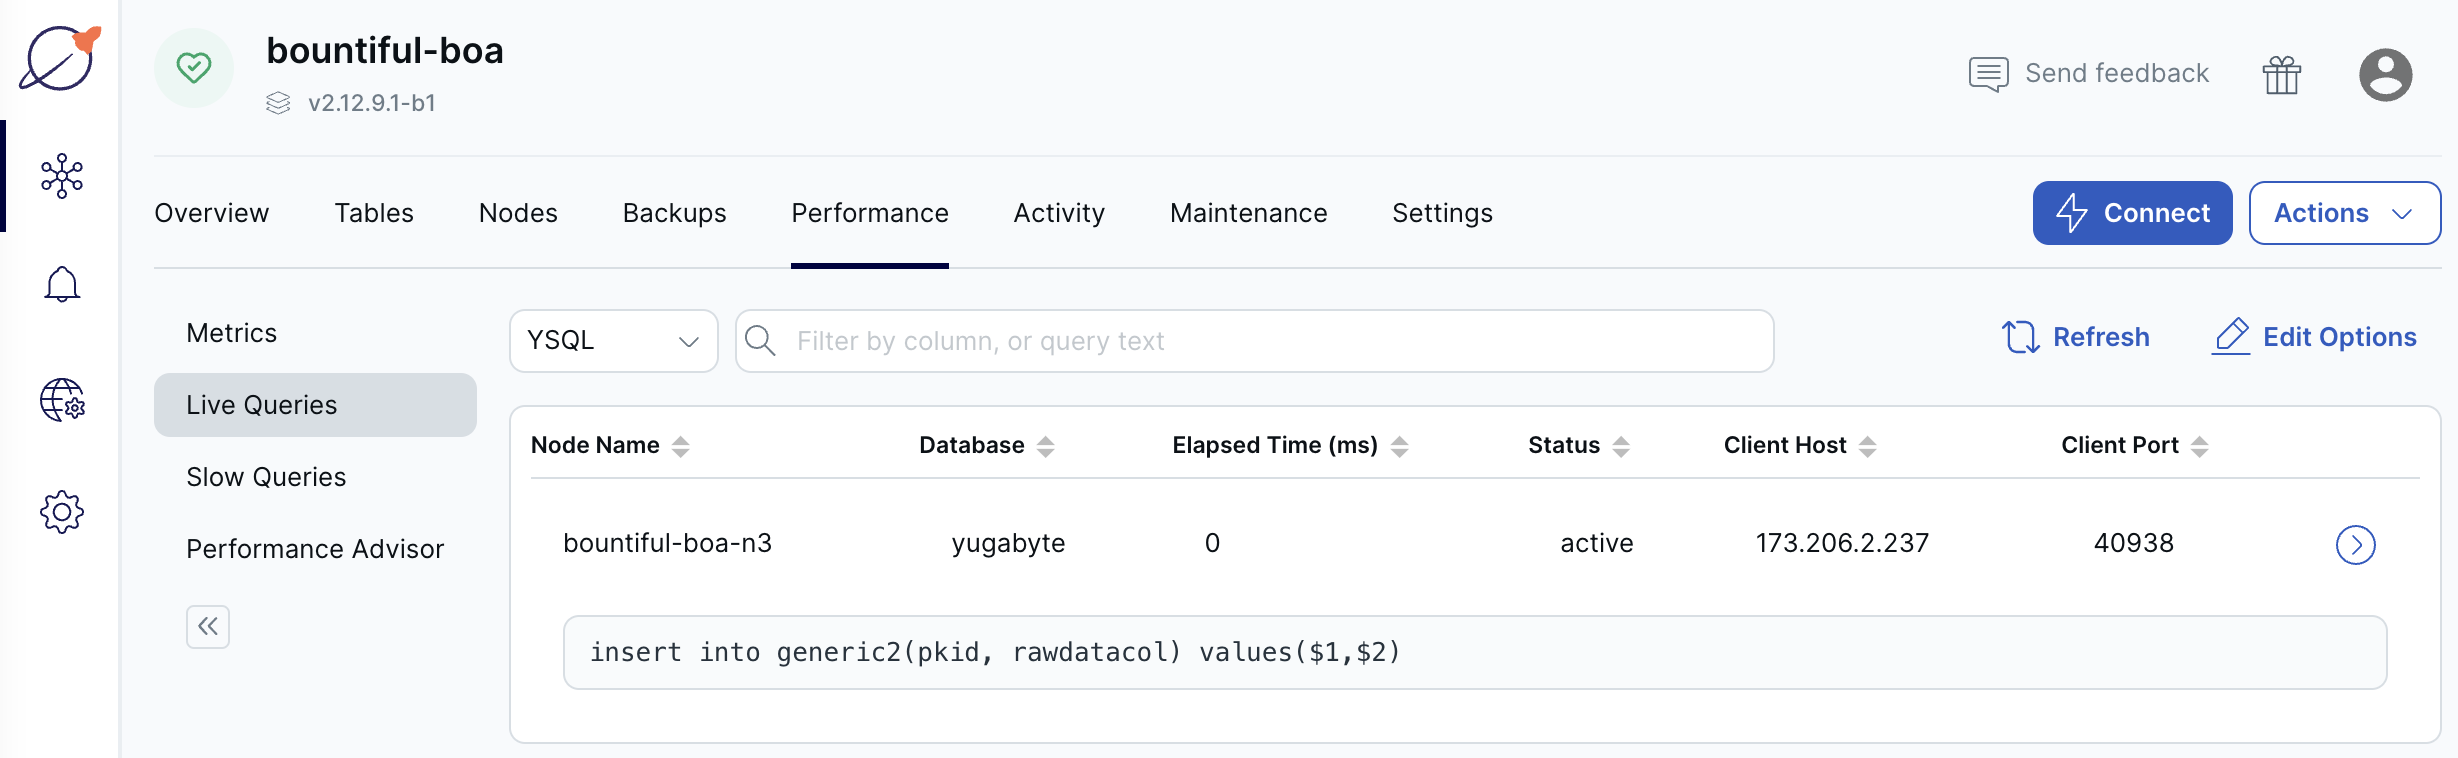 bountiful-boa
v2.12.9.1-b1
Send feedback
Overview Tables Nodes Backups Performance Activity Maintenance Settings Connect Actions
Metrics
Live Queries
Slow Queries
Performance Advisor
YSQL Filter by column, or query text Refresh Edit Options
Node Name Database Elapsed Time (ms) Status Client Host Client Port
bountiful-boa-n3 yugabyte 0 active 173.206.2.237 40938
insert into generic2(pkid, rawdatacol) values($1,$2)